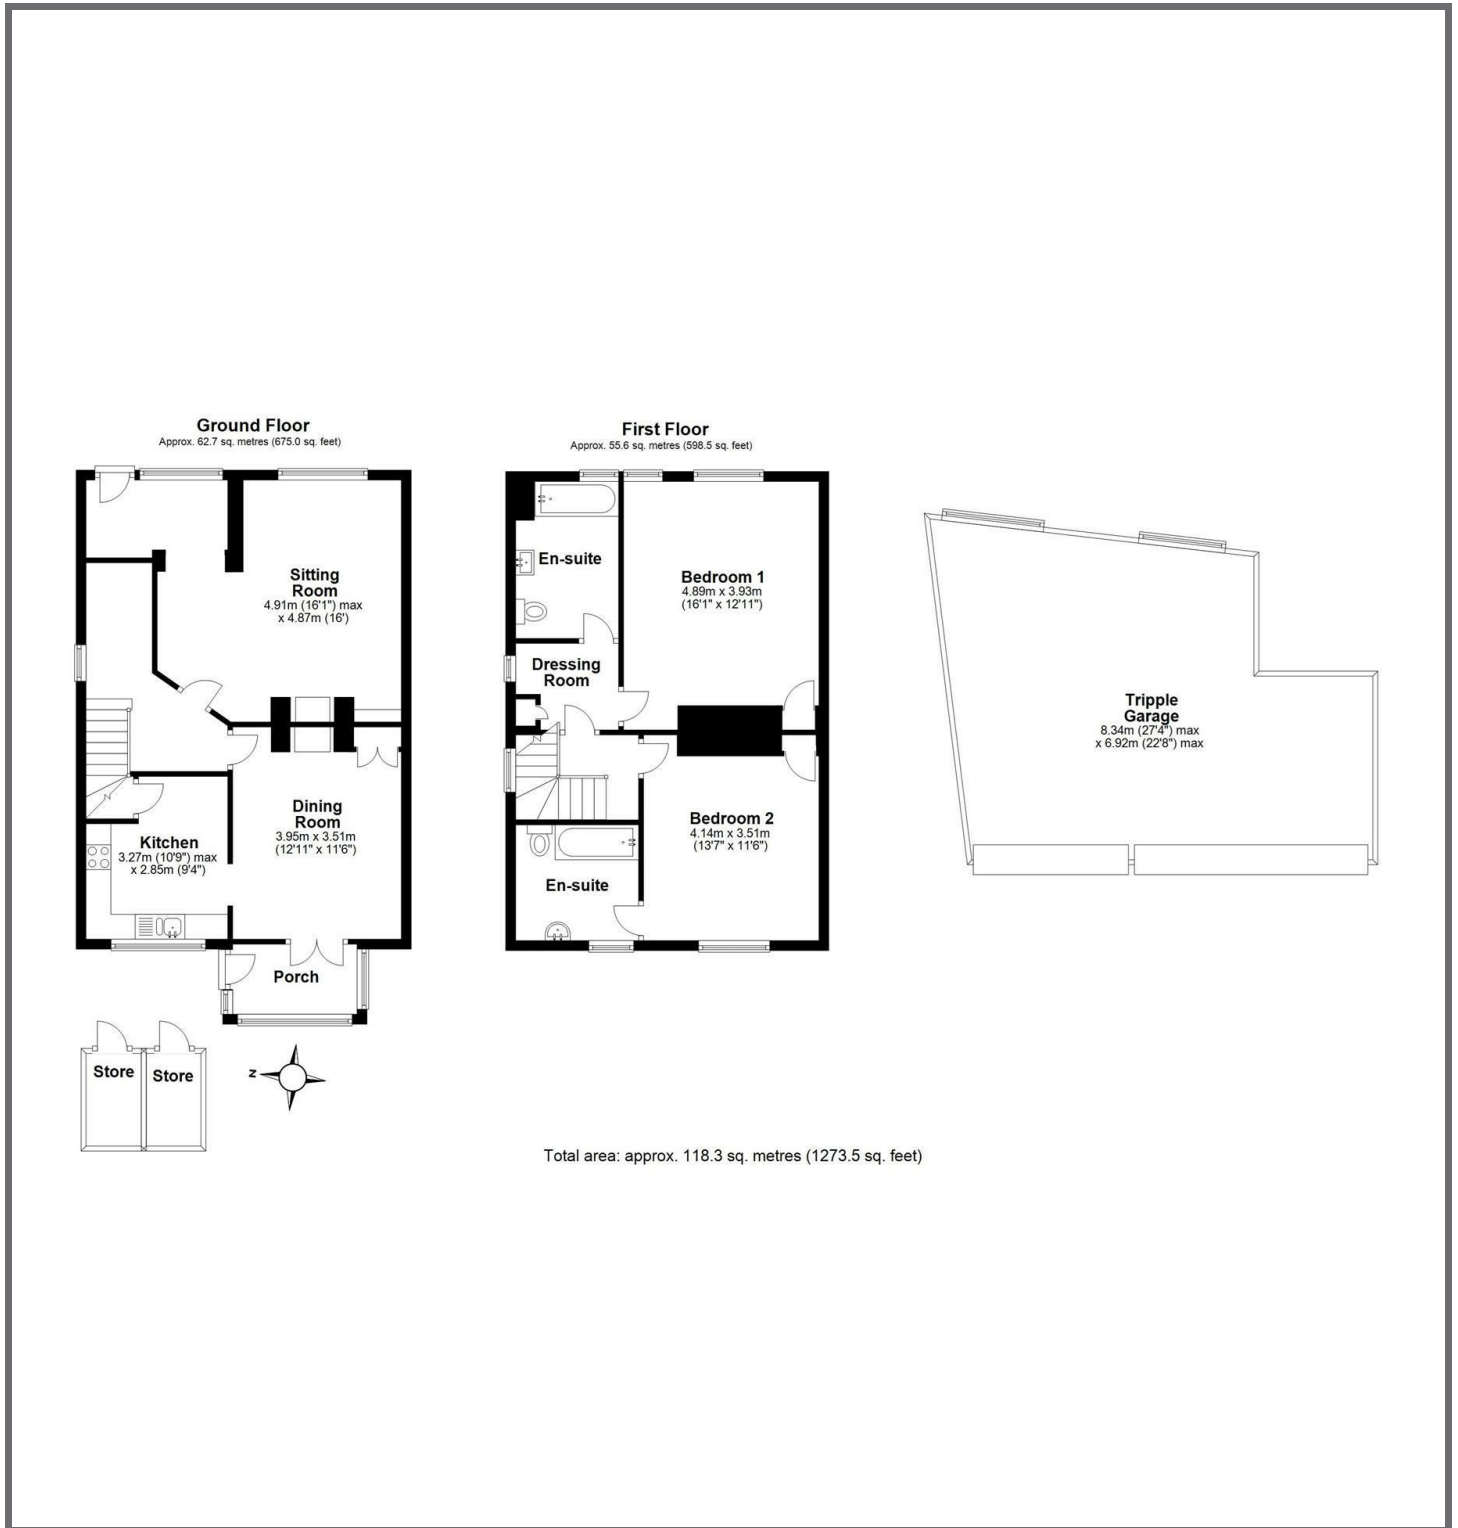 Ground Floor
Approx. 62.7 sq. metres (675.0 sq. feet)
Sitting
Room
4.91m (16'1") max
x 4.87m (16')
Dining
Room
3.95m x 3.51m
(12'11" x 11'6")
Kitchen
3.27m (10'9") max
x 2.85m (9'4")
Porch
Store
Store
N
First Floor
Approx. 55.6 sq. metres (598.5 sq. feet)
En-suite
Bedroom 1
4.89m x 3.93m
(16'1" x 12'11")
Dressing
Room
Bedroom 2
4.14m x 3.51m
(13'7" x 11'6")
En-suite
Tripple
Garage
8.34m (27'4") max
x 6.92m (22'8") max
Total area: approx. 118.3 sq. metres (1273.5 sq. feet)